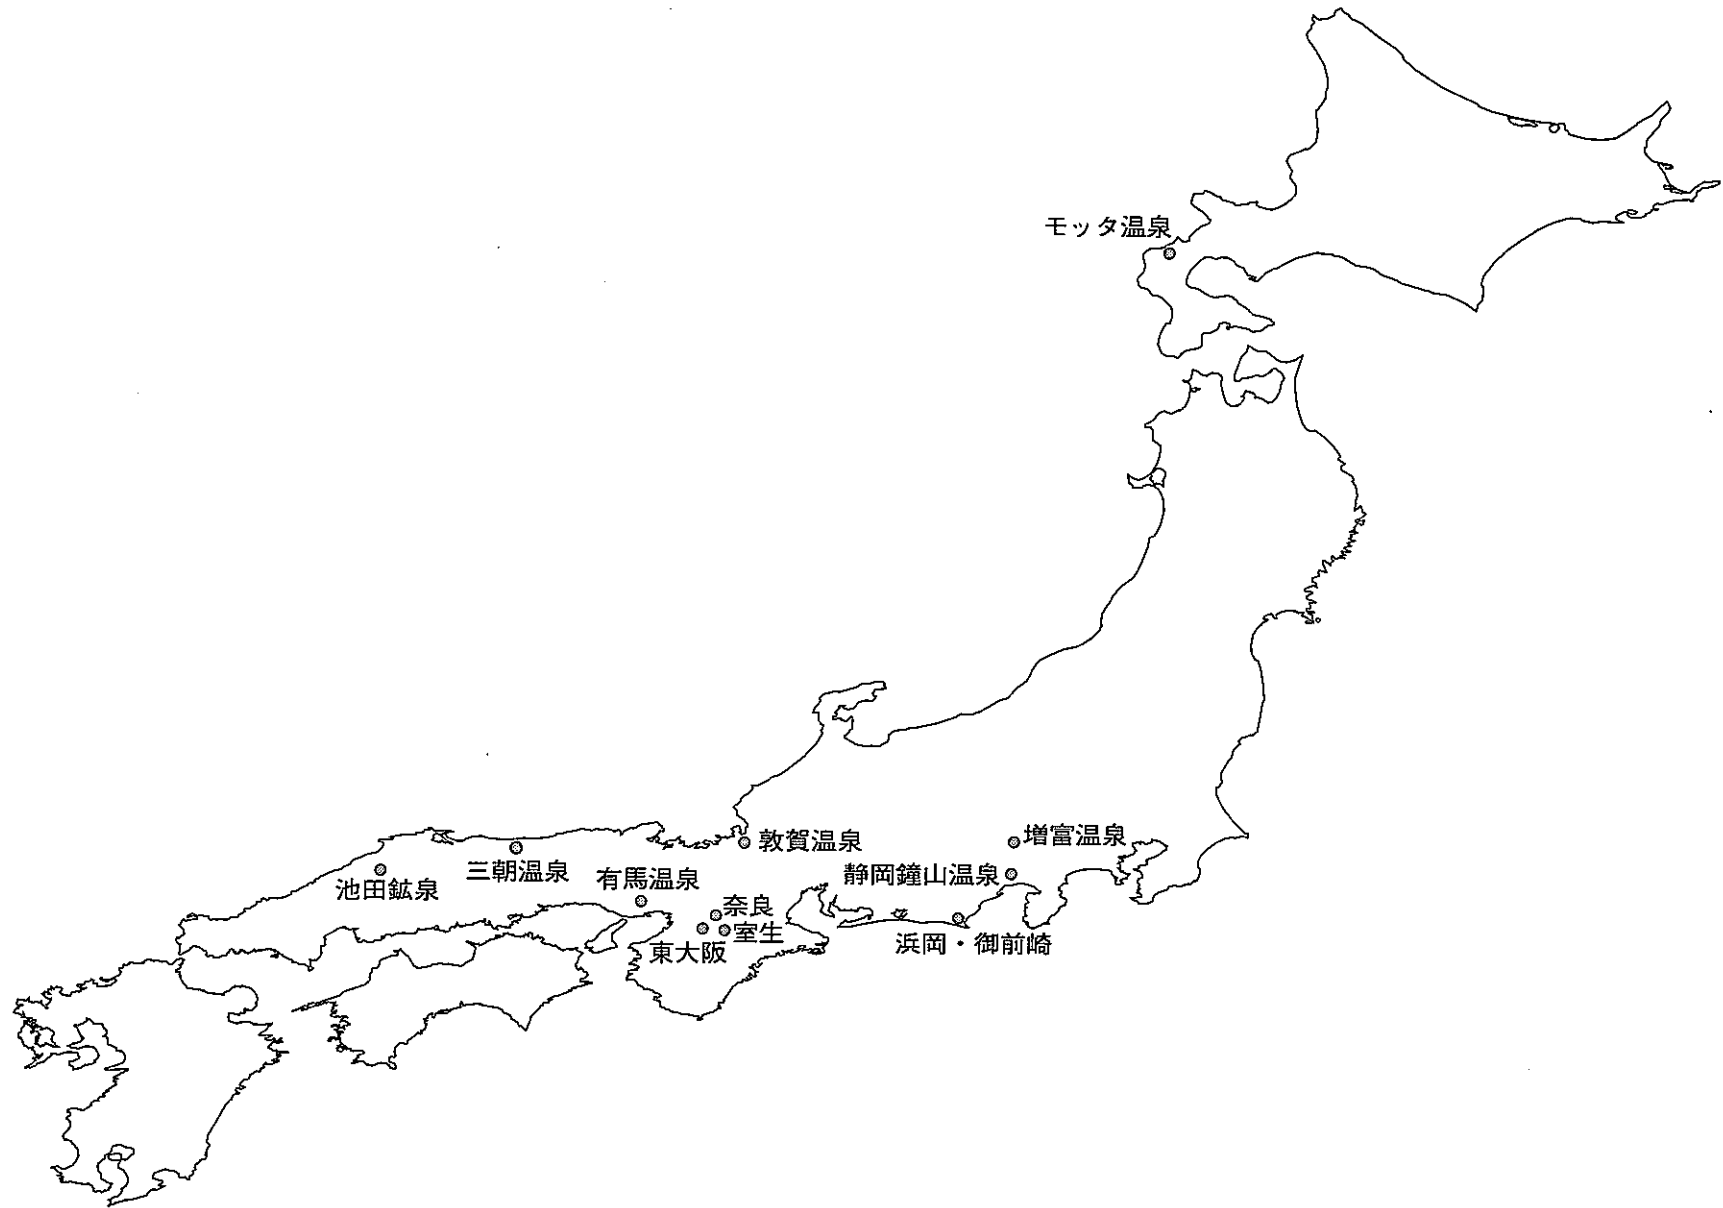 モッタ温泉
増富温泉
敦賀温泉
三朝温泉
静岡鐘山温泉
有馬温泉
池田鉱泉
奈良
室生
東大阪
浜岡・御前崎